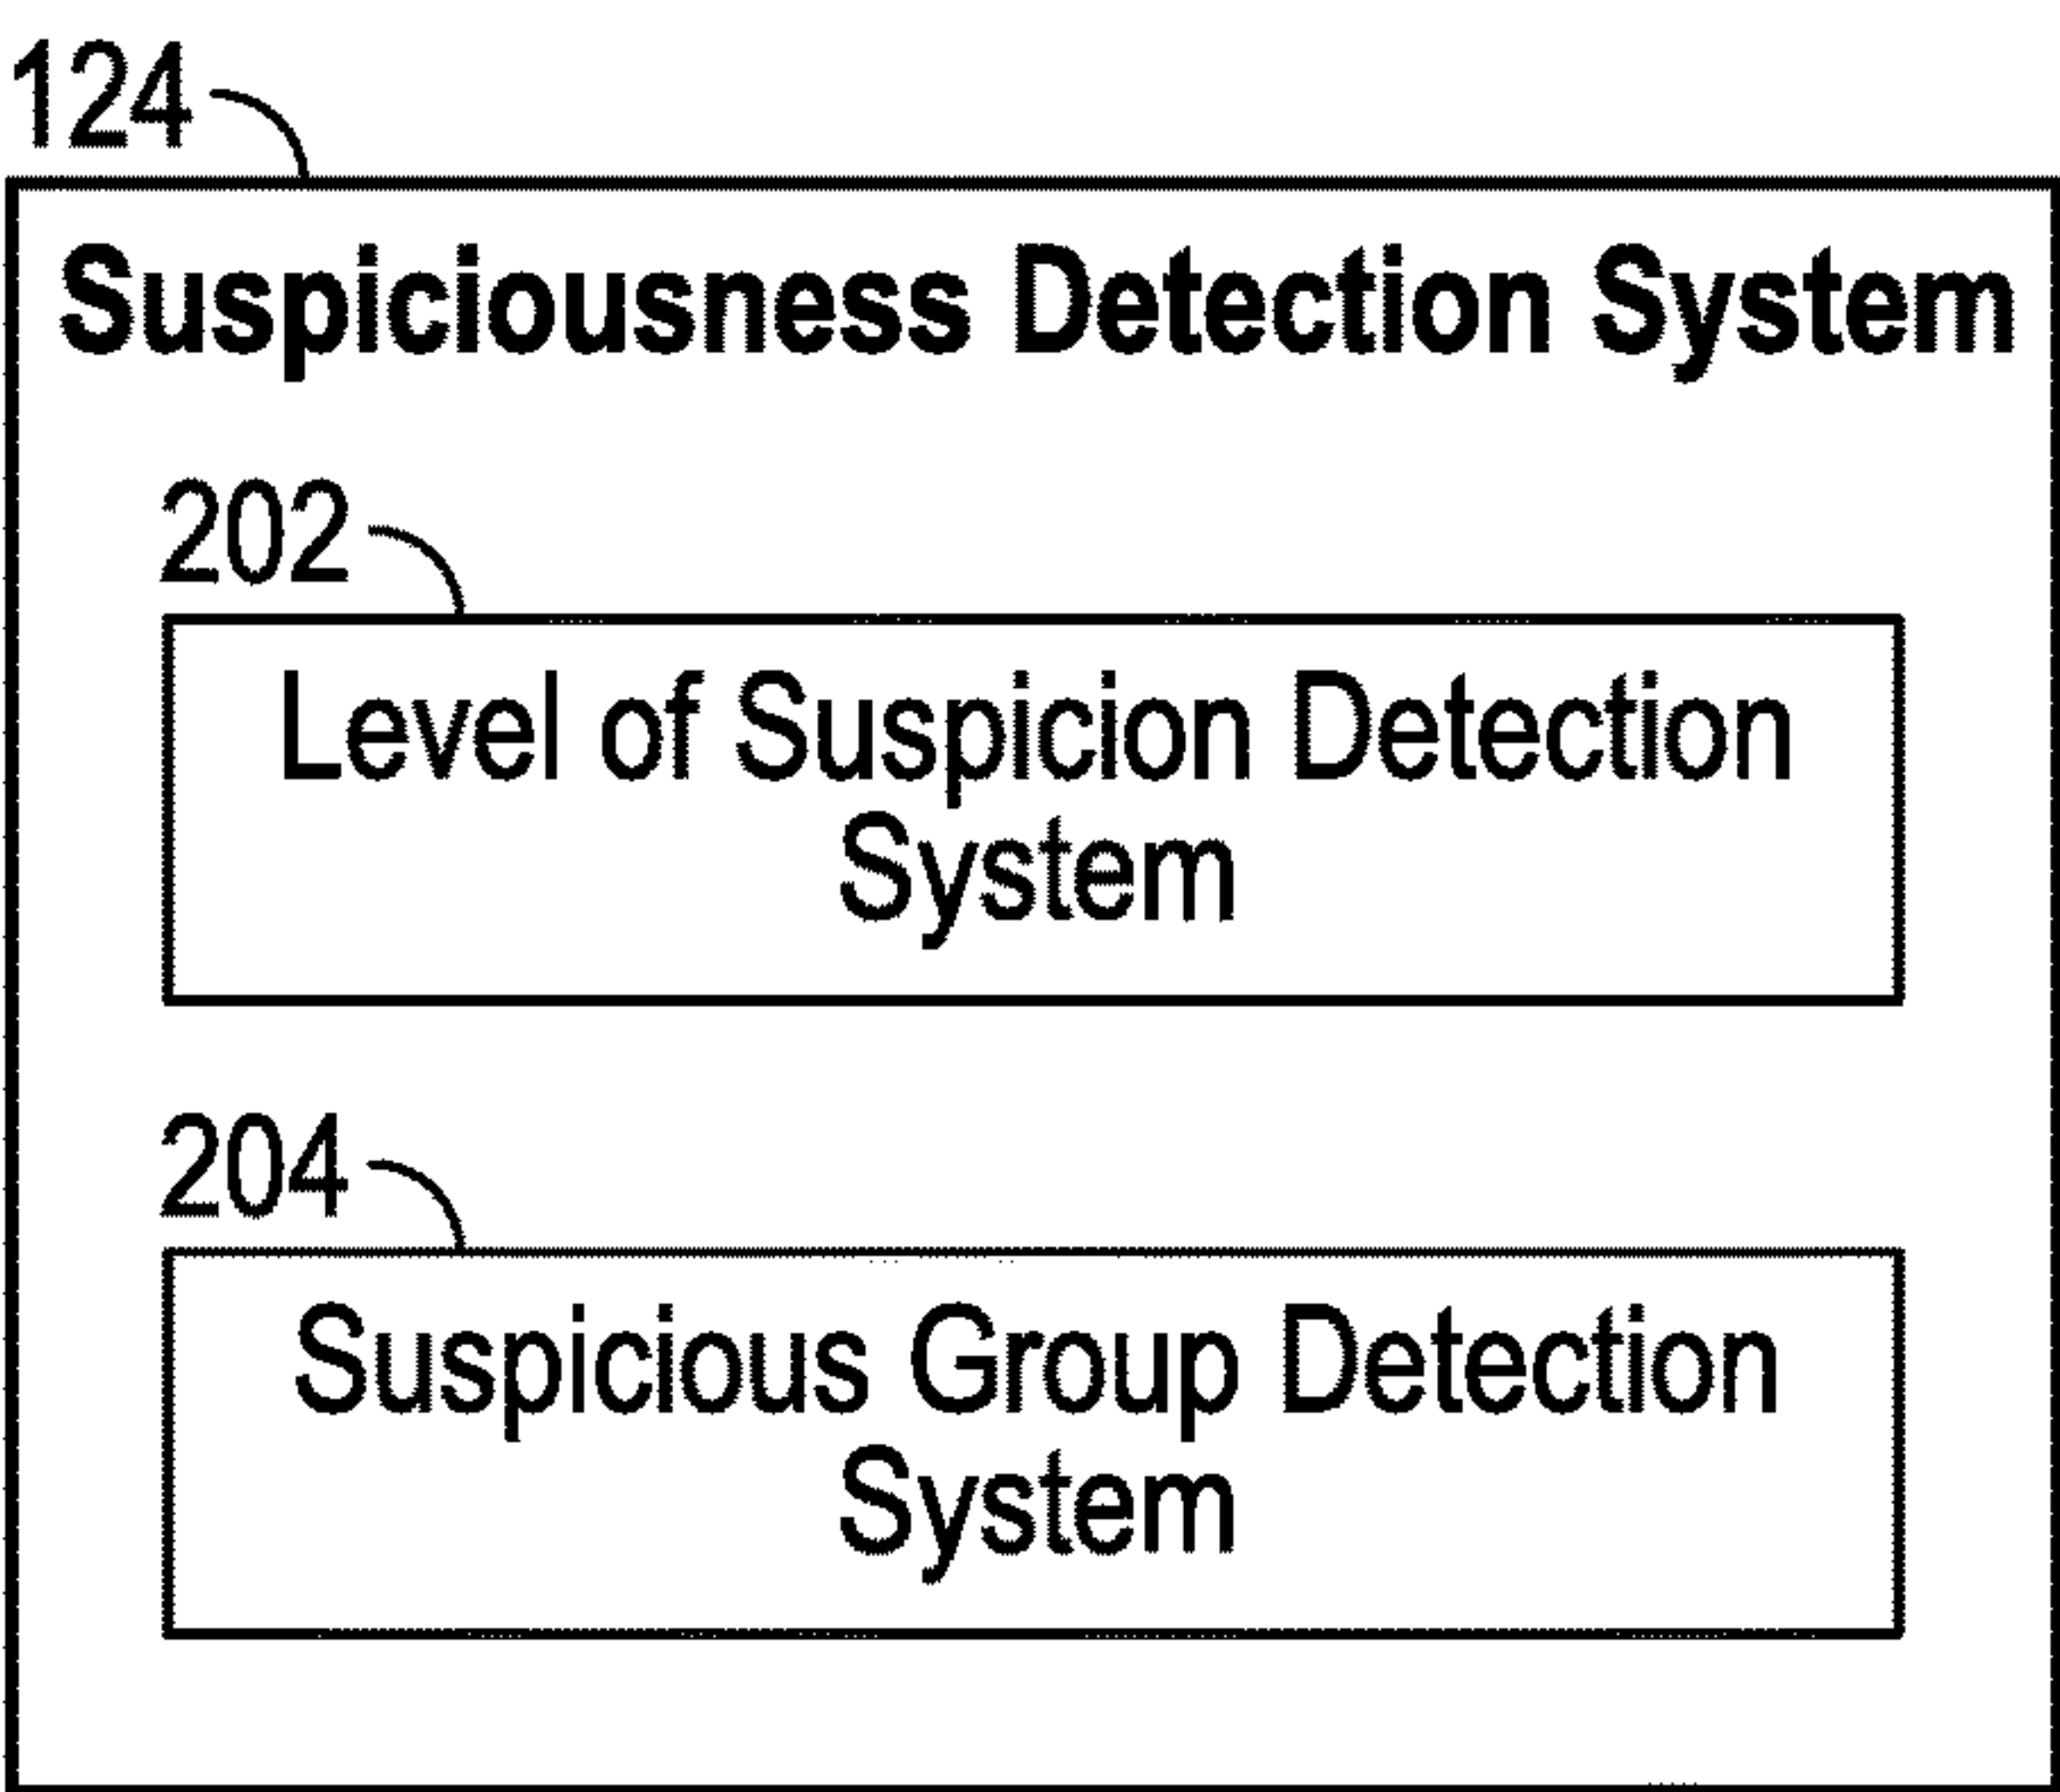 124
Suspiciousness Detection System
202
Level of Suspicion Detection
System
204
Suspicious Group Detection
System